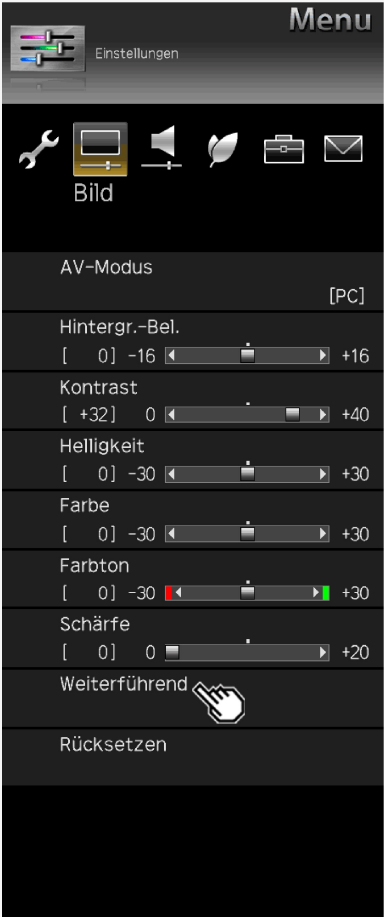 Menu
Einstellungen
Bild
AV-Modus
[PC]
Hintergr.-Bel.
[ 0] -16 +16
Kontrast
[ +32] 0 +40
Helligkeit
[ 0] -30 +30
Farbe
[ 0] -30 +30
Farbton
[ 0] -30 +30
Schärfe
[ 0] 0 +20
Weiterführend
Rücksetzen